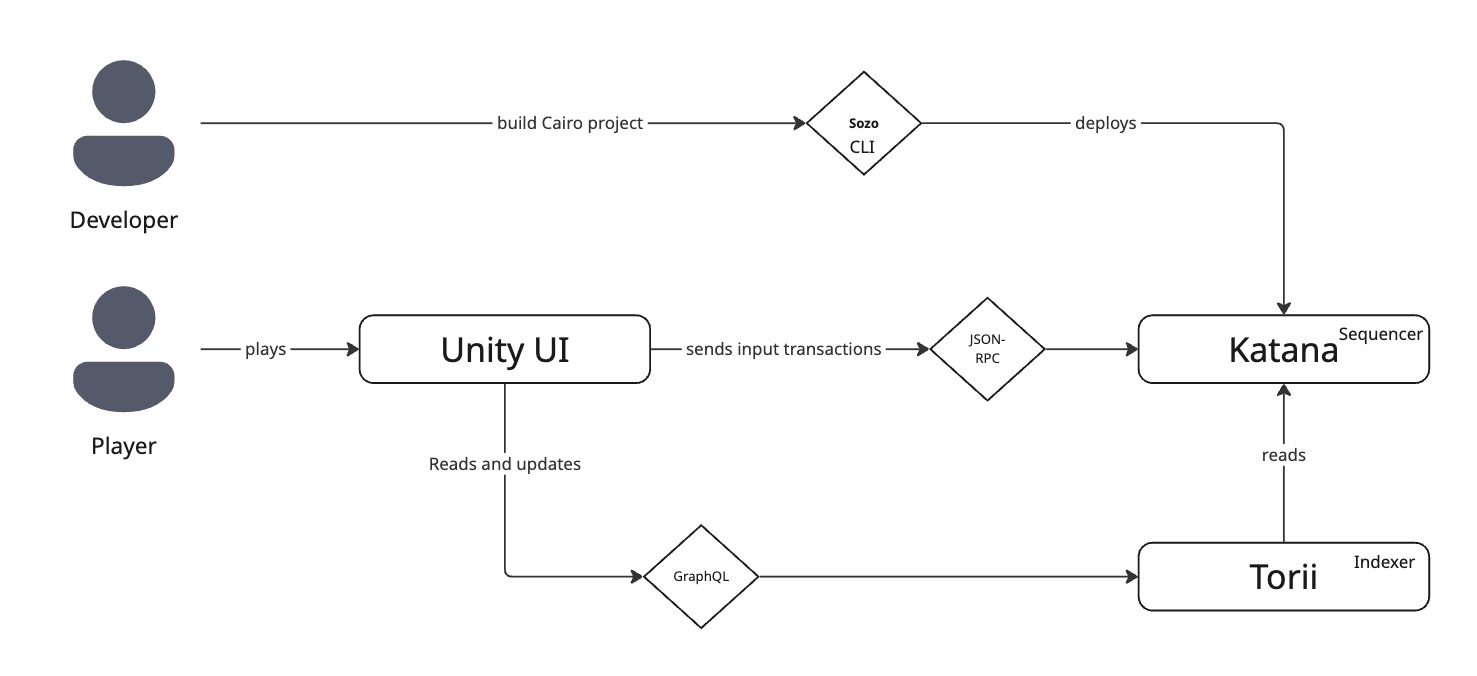 build Cairo project
Sozo
CLI
deploys
Developer
plays
Unity UI
sends input transactions
JSON-
RPC
Katana
Sequencer
Player
Reads and updates
reads
GraphQL
Torii
Indexer